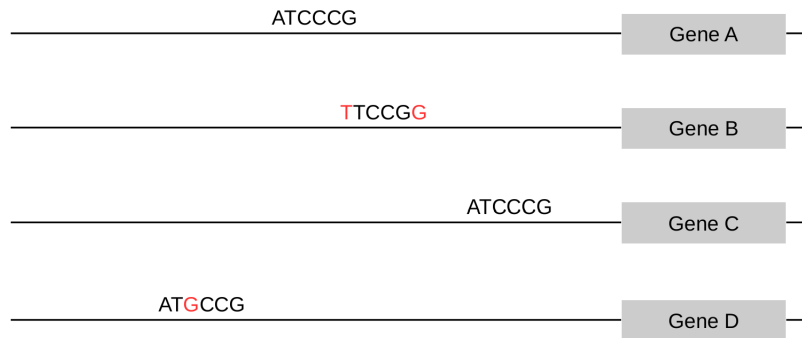 ATCCCG
Gene A
TTCCGG
Gene B
ATCCCG
Gene C
ATGCCG
Gene D